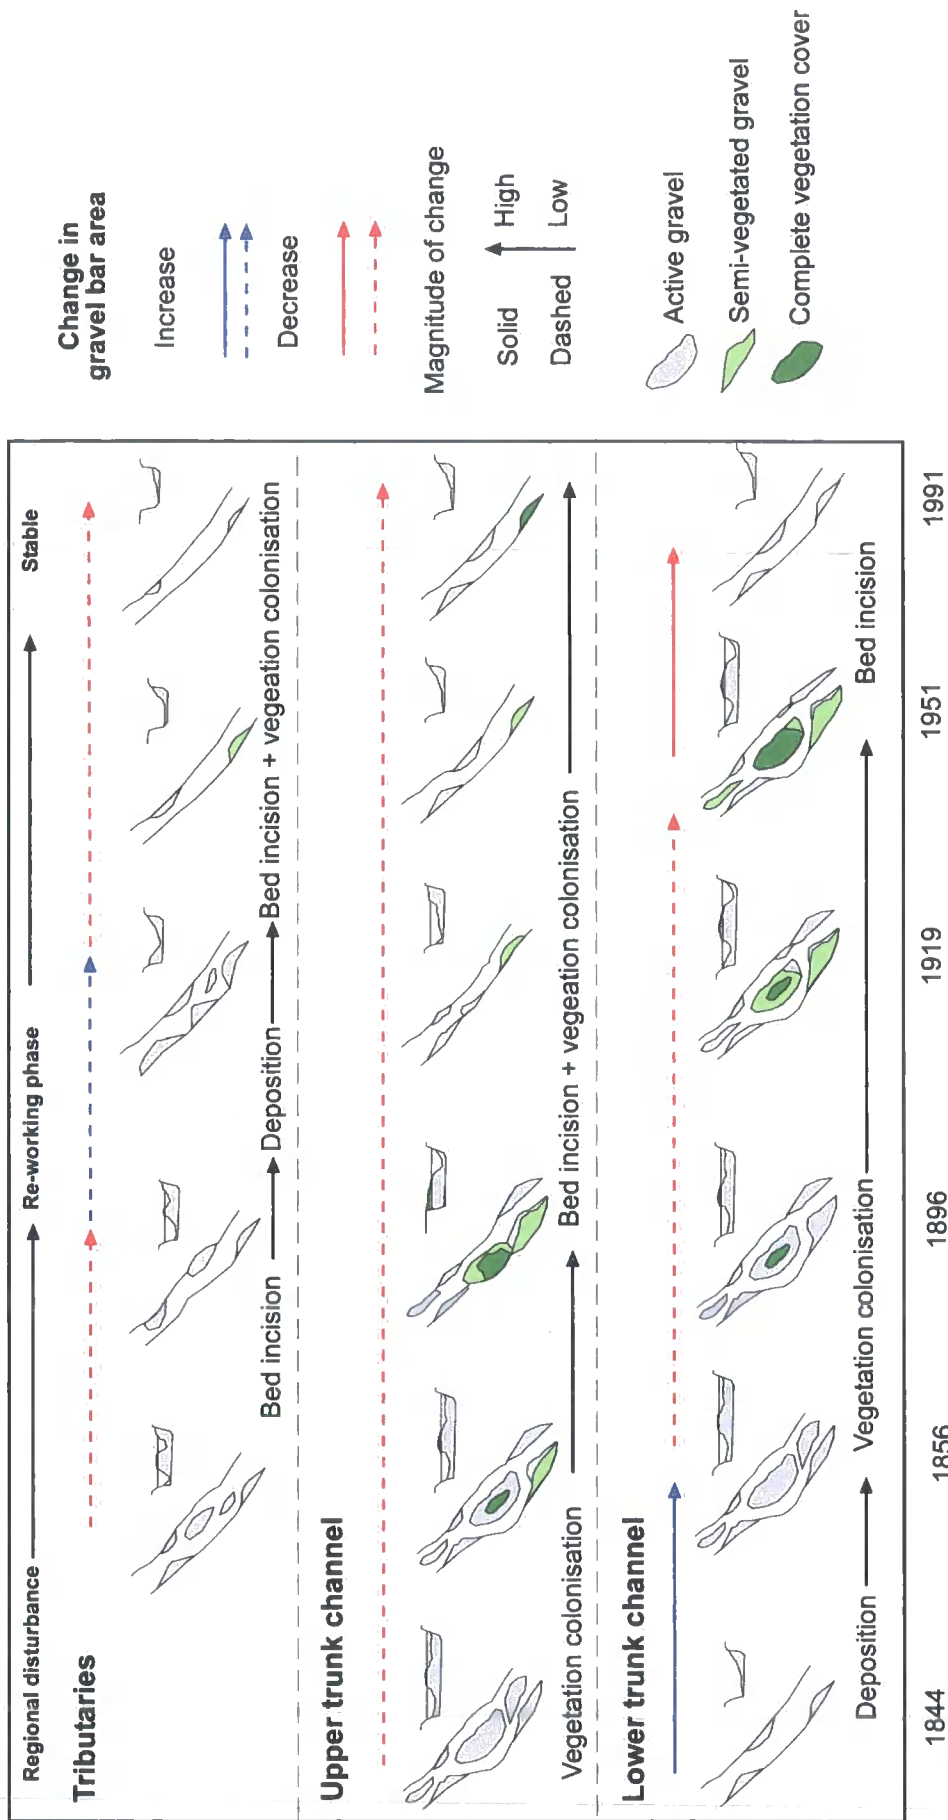 Regional disturbance
Re-working phase
Stable
Tributaries
Bed incision
Deposition
Bed incision + vegeation colonisation
Upper trunk channel
Vegetation colonisation
Bed incision + vegeation colonisation
Lower trunk channel
Deposition
Vegetation colonisation
Bed incision
1844
1856
1896
1919
1951
1991
Change in
gravel bar area
Increase
Decrease
Magnitude of change
Solid High
Dashed Low
Active gravel
Semi-vegetated gravel
Complete vegetation cover